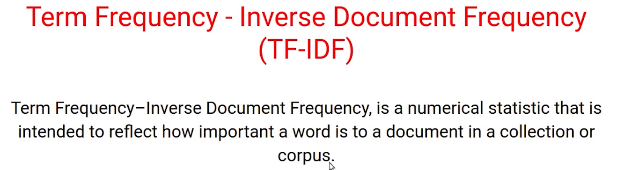 Term Frequency - Inverse Document Frequency
(TF-IDF)
Term Frequency–Inverse Document Frequency, is a numerical statistic that is
intended to reflect how important a word is to a document in a collection or
corpus.